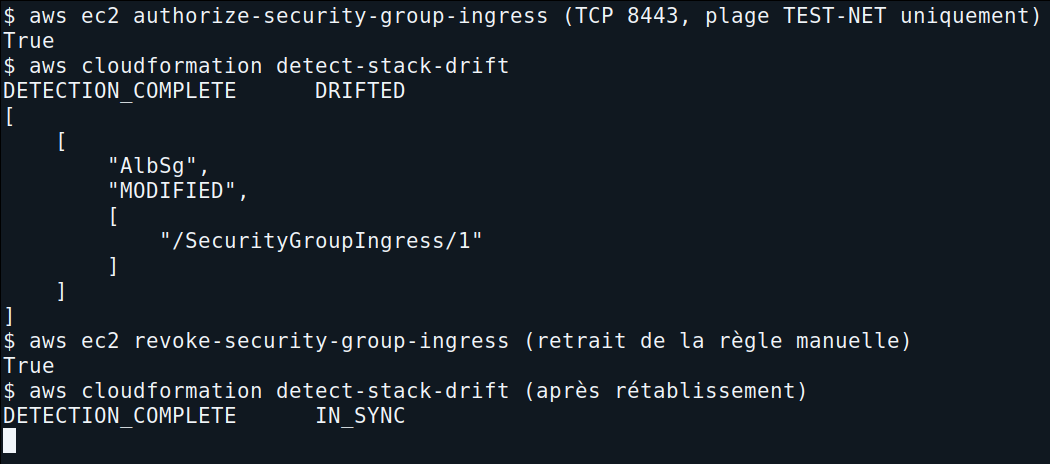 $ aws ec2 authorize-security-group-ingress (TCP 8443, plage TEST-NET uniquement)
True
$ aws cloudformation detect-stack-drift
DETECTION_COMPLETE      DRIFTED
[
    [
        "AlbSg",
        "MODIFIED",
        [
            "/SecurityGroupIngress/1"
        ]
    ]
]
$ aws ec2 revoke-security-group-ingress (retrait de la règle manuelle)
True
$ aws cloudformation detect-stack-drift (après rétablissement)
DETECTION_COMPLETE      IN_SYNC